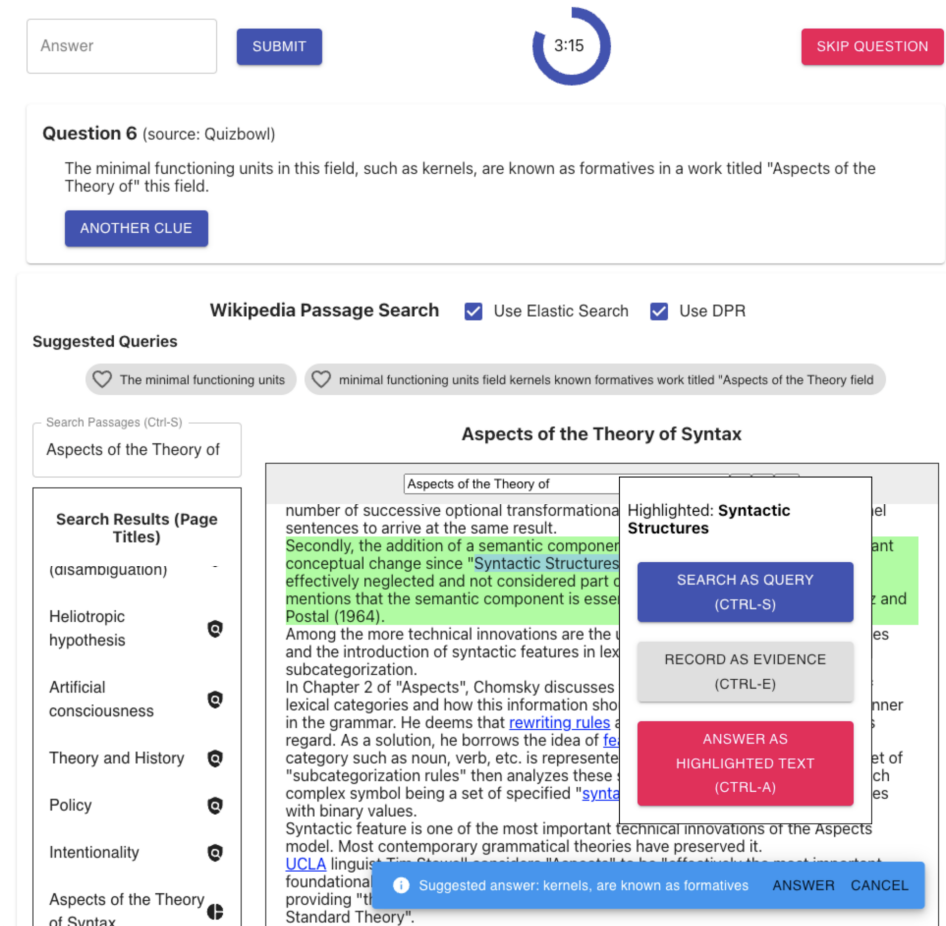 Answer
SUBMIT
3:15
SKIP QUESTION
Question 6 (source: Quizbowl)
The minimal functioning units in this field, such as kernels, are known as formatives in a work titled "Aspects of the
Theory of" this field.
ANOTHER CLUE
Wikipedia Passage Search
Use Elastic Search
Use DPR
Suggested Queries
The minimal functioning units
minimal functioning units field kernels known formatives work titled "Aspects of the Theory field
Search Passages (Ctrl-S)
Aspects of the Theory of
Search Results (Page
Titles)
(disambiguation)
Heliotropic
hypothesis
Artificial
consciousness
Theory and History
Policy
Intentionality
Aspects of the Theory
of Syntax
Aspects of the Theory of Syntax
Aspects of the Theory of
number of successive optional transformationa
sentences to arrive at the same result.
Secondly, the addition of a semantic componen
ant
conceptual change since "Syntactic Structures
effectively neglected and not considered part o
mentions that the semantic component is esse
z and
Postal (1964).
Among the more technical innovations are the
es
and the introduction of syntactic features in lex
subcategorization.
In Chapter 2 of "Aspects", Chomsky discusses
lexical categories and how this information sho
nner
in the grammar. He deems that rewriting rules
s
regard. As a solution, he borrows the idea of fea
category such as noun, verb, etc. is represente
et of
"subcategorization rules" then analyzes these s
ch
complex symbol being a set of specified "synta
es
with binary values.
Syntactic feature is one of the most important technical innovations of the Aspects
model. Most contemporary grammatical theories have preserved it.
UCLA linguist Tim Stowell considers "Aspects" to be "effectively the most important
foundational
providing "th
Standard Theory".
Highlighted: Syntactic
Structures
SEARCH AS QUERY
(CTRL-S)
RECORD AS EVIDENCE
(CTRL-E)
ANSWER AS
HIGHLIGHTED TEXT
(CTRL-A)
Suggested answer: kernels, are known as formatives
ANSWER
CANCEL